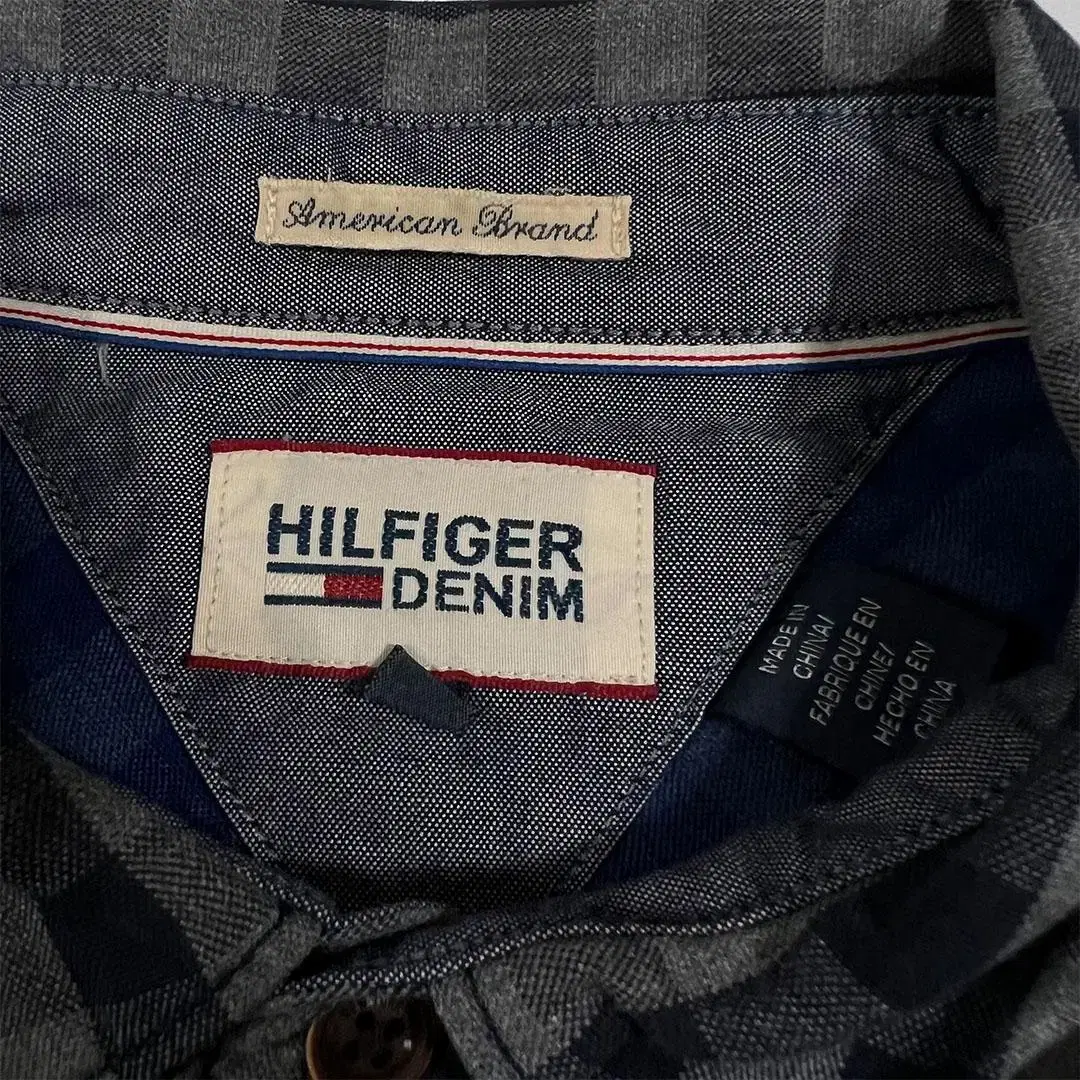 American Brand
HILFIGER
DENIM
MADE IN
CHINA/
FABRIQUE EN
CHINE/
HECHO EN
CHINA